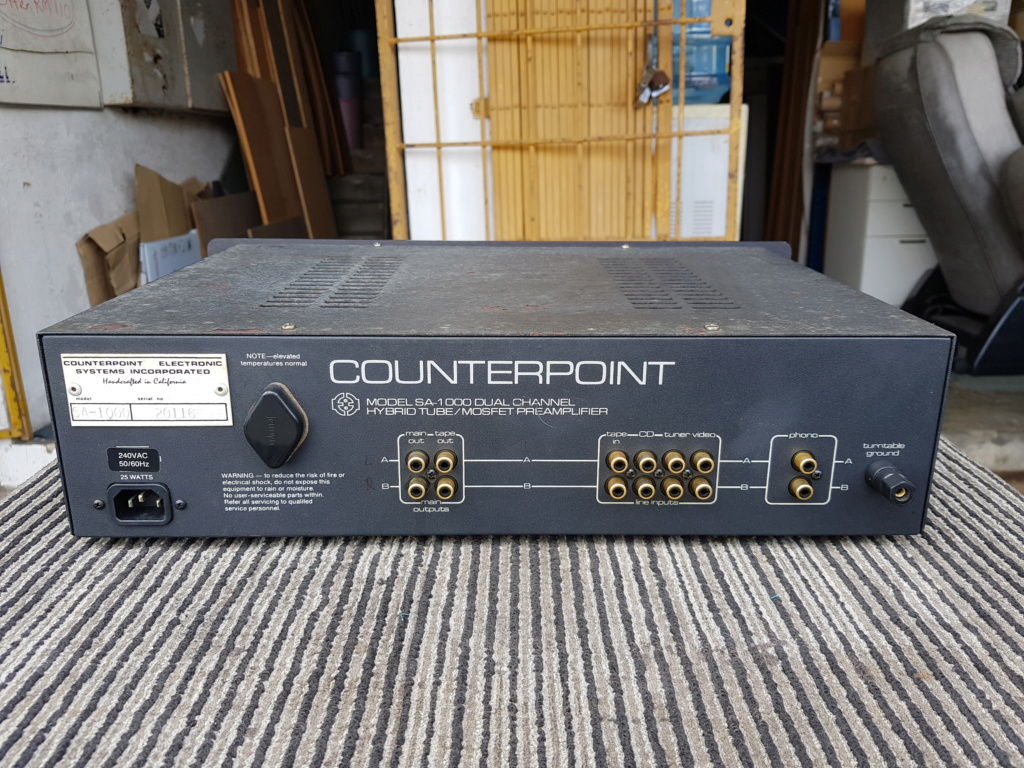 COUNTERPOINT ELECTRONIC
SYSTEMS INCORPORATED
Handcrafted in California
model serial no
SA-1000 20116
NOTE—elevated
temperatures normal
COUNTERPOINT
MODEL SA-1000 DUAL CHANNEL
HYBRID TUBE/MOSFET PREAMPLIFIER
240VAC
50/60Hz
25 WATTS
WARNING — to reduce the risk of fire or
electrical shock, do not expose this
equipment to rain or moisture.
No user-serviceable parts within.
Refer all servicing to qualified
service personnel.
main tape
out out
A A
B B
main
outputs
tape CD tuner video
in
A
B
line inputs
phono
A
B
turntable
ground